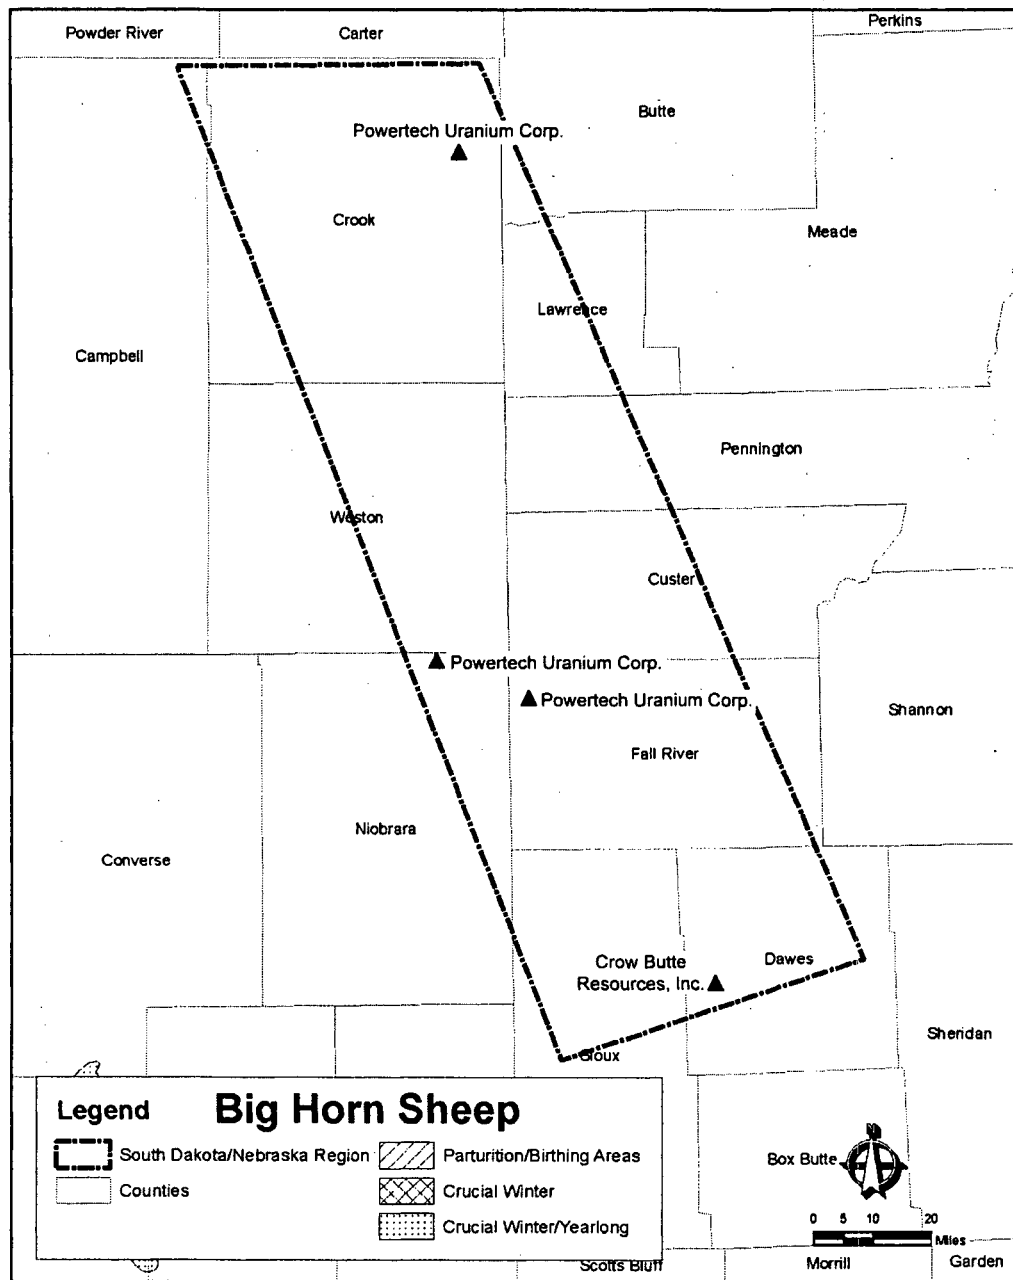 Powder River
Carter
Perkins
Butte
Powertech Uranium Corp.
Crook
Meade
Lawrence
Campbell
Pennington
Weston
Custer
Powertech Uranium Corp.
Powertech Uranium Corp.
Shannon
Fall River
Niobrara
Converse
Crow Butte
Resources, Inc.
Dawes
Sheridan
Sioux
Legend
Big Horn Sheep
South Dakota/Nebraska Region
Counties
Parturition/Birthing Areas
Crucial Winter
Crucial Winter/Yearlong
N
Box Butte
0 5 10 20
Miles
Scotts Bluff
Morrill
Garden